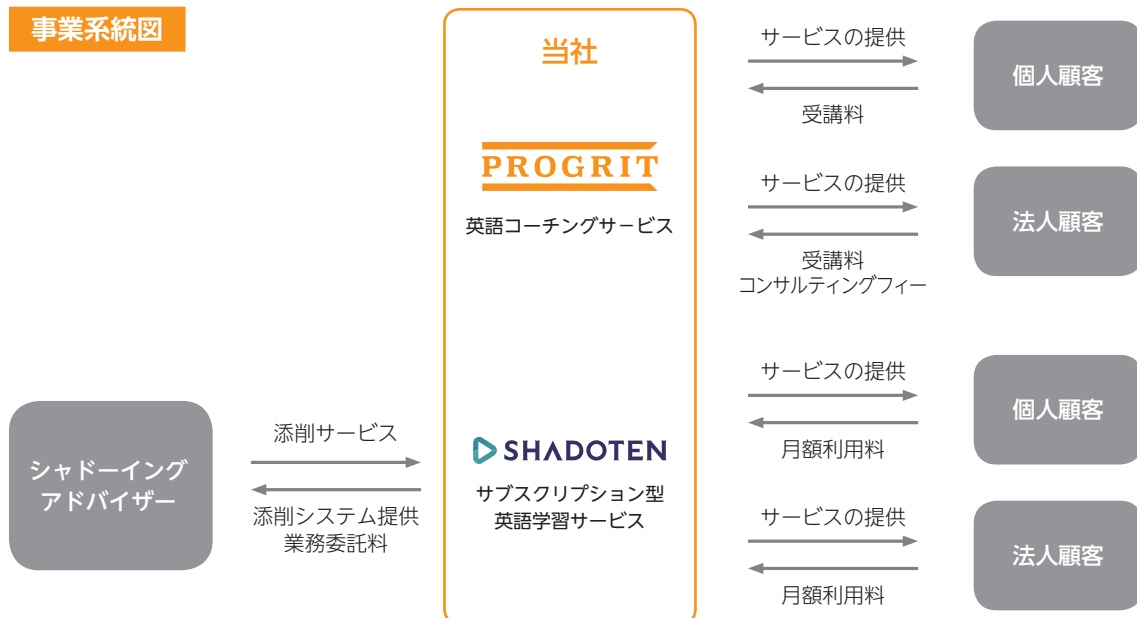 事業系統図
当社
PROGRIT
英語コーチングサービス
サービスの提供
受講料
個人顧客
サービスの提供
受講料
コンサルティングフィー
法人顧客
シャドーイング
アドバイザー
添削サービス
添削システム提供
業務委託料
SHADOTEN
サブスクリプション型
英語学習サービス
サービスの提供
月額利用料
個人顧客
サービスの提供
月額利用料
法人顧客